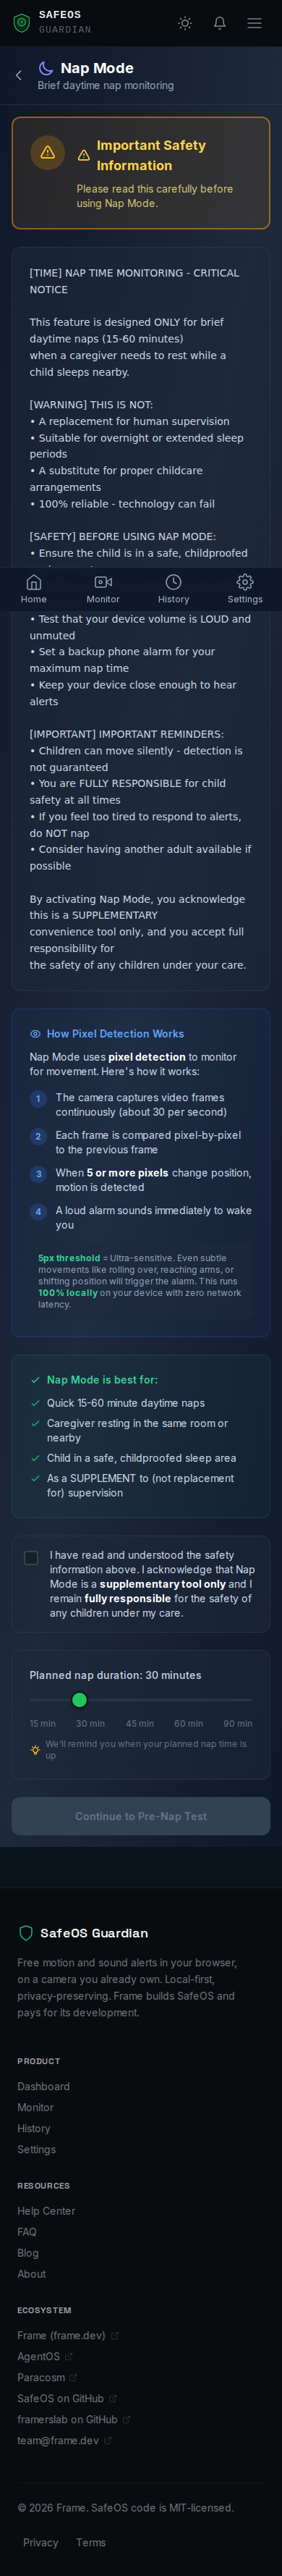 SAFEOS
GUARDIAN
Nap Mode
Brief daytime nap monitoring
Important Safety
Information
Please read this carefully before
using Nap Mode.
[TIME] NAP TIME MONITORING - CRITICAL
NOTICE
This feature is designed ONLY for brief
daytime naps (15-60 minutes)
when a caregiver needs to rest while a
child sleeps nearby.
[WARNING] THIS IS NOT:
• A replacement for human supervision
• Suitable for overnight or extended sleep
periods
• A substitute for proper childcare
arrangements
• 100% reliable - technology can fail
[SAFETY] BEFORE USING NAP MODE:
• Ensure the child is in a safe, childproofed
Home
Monitor
History
Settings
• Test that your device volume is LOUD and
unmuted
• Set a backup phone alarm for your
maximum nap time
• Keep your device close enough to hear
alerts
[IMPORTANT] IMPORTANT REMINDERS:
• Children can move silently - detection is
not guaranteed
• You are FULLY RESPONSIBLE for child
safety at all times
• If you feel too tired to respond to alerts,
do NOT nap
• Consider having another adult available if
possible
By activating Nap Mode, you acknowledge
this is a SUPPLEMENTARY
convenience tool only, and you accept full
responsibility for
the safety of any children under your care.
How Pixel Detection Works
Nap Mode uses pixel detection to monitor
for movement. Here's how it works:
1 The camera captures video frames
continuously (about 30 per second)
2 Each frame is compared pixel-by-pixel
to the previous frame
3 When 5 or more pixels change position,
motion is detected
4 A loud alarm sounds immediately to wake
you
5px threshold = Ultra-sensitive. Even subtle
movements like rolling over, reaching arms, or
shifting position will trigger the alarm. This runs
100% locally on your device with zero network
latency.
Nap Mode is best for:
Quick 15-60 minute daytime naps
Caregiver resting in the same room or
nearby
Child in a safe, childproofed sleep area
As a SUPPLEMENT to (not replacement
for) supervision
I have read and understood the safety
information above. I acknowledge that Nap
Mode is a supplementary tool only and I
remain fully responsible for the safety of
any children under my care.
Planned nap duration: 30 minutes
15 min 30 min 45 min 60 min 90 min
We'll remind you when your planned nap time is
up
Continue to Pre-Nap Test
SafeOS Guardian
Free motion and sound alerts in your browser,
on a camera you already own. Local-first,
privacy-preserving. Frame builds SafeOS and
pays for its development.
PRODUCT
Dashboard
Monitor
History
Settings
RESOURCES
Help Center
FAQ
Blog
About
ECOSYSTEM
Frame (frame.dev)
AgentOS
Paracosm
SafeOS on GitHub
framerslab on GitHub
team@frame.dev
© 2026 Frame. SafeOS code is MIT-licensed.
Privacy Terms